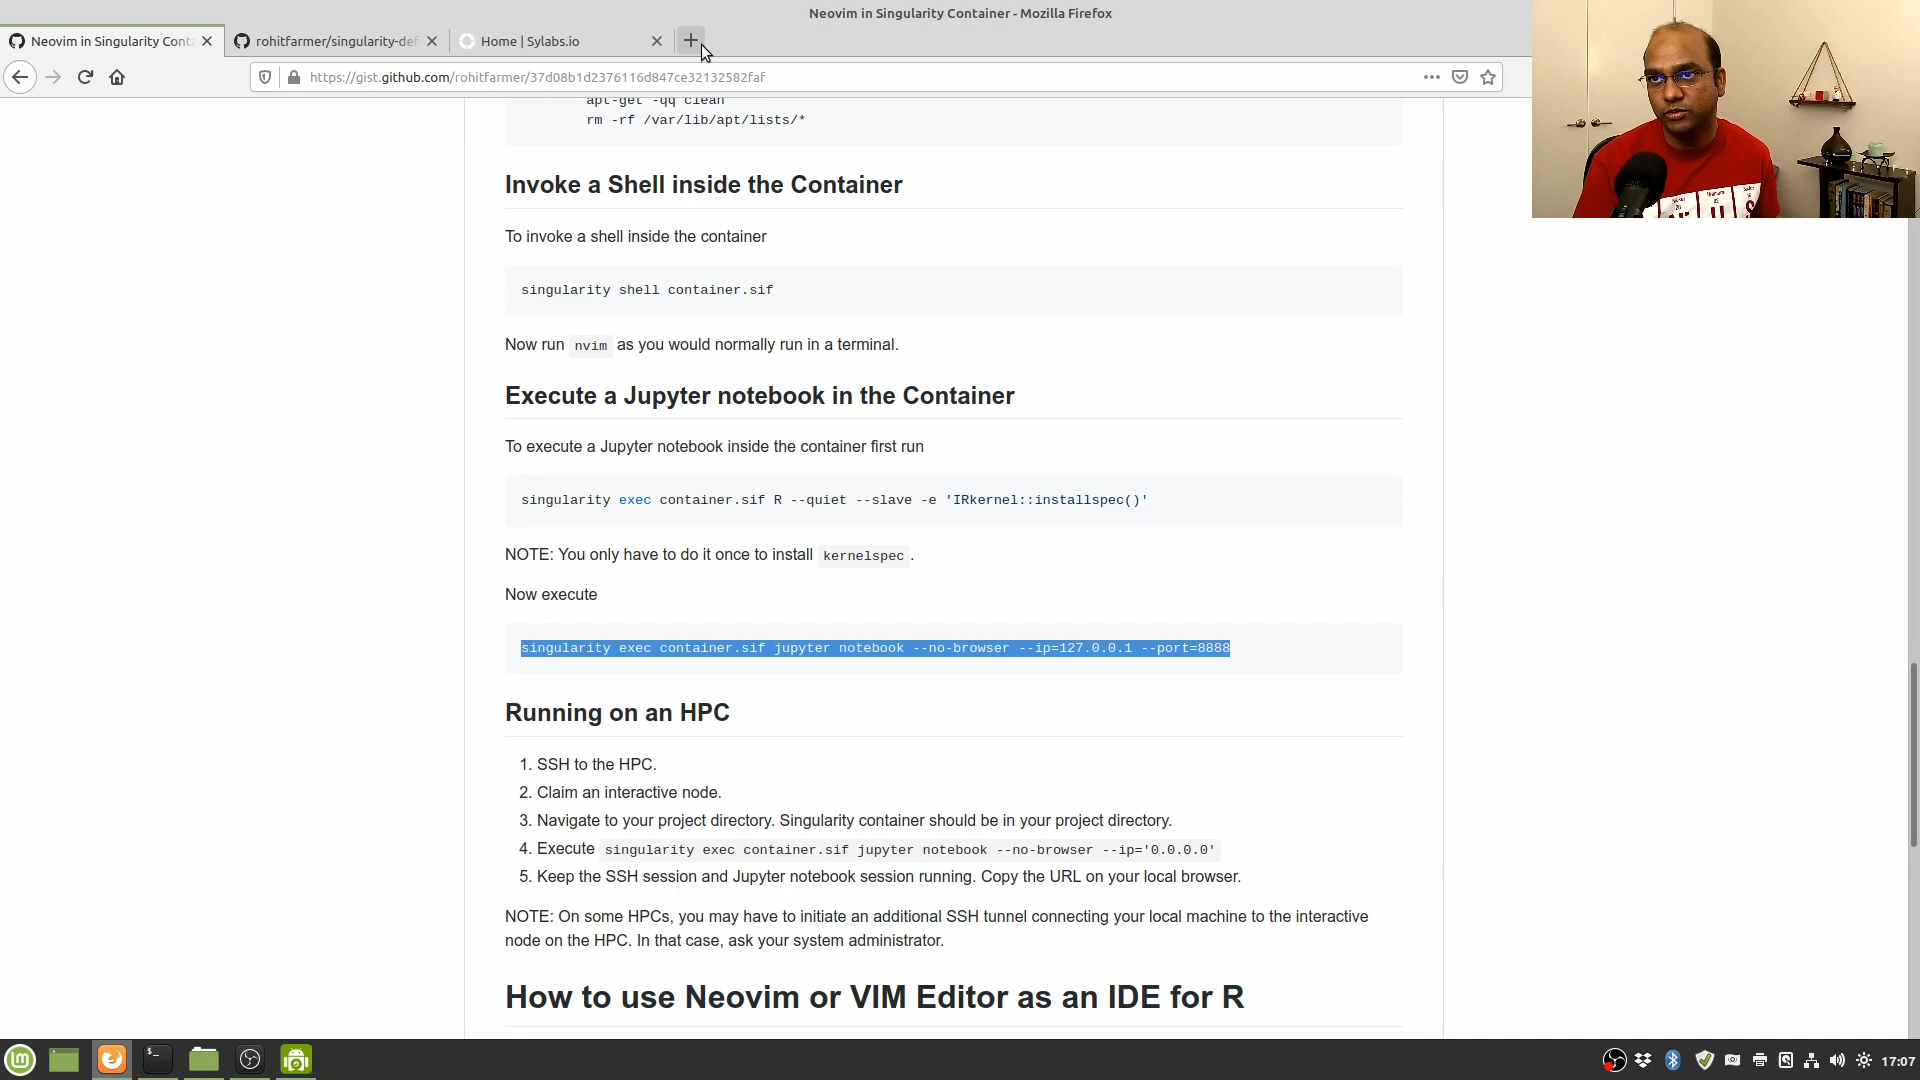 Neovim in Singularity Container - Mozilla Firefox
Neovim in Singularity Conta
rohitfarmer/singularity-def
Home | Sylabs.io
https://gist.github.com/rohitfarmer/37d08b1d2376116d847ce32132582faf
apt-get -qq clean
rm -rf /var/lib/apt/lists/*
Invoke a Shell inside the Container
To invoke a shell inside the container
singularity shell container.sif
Now run nvim as you would normally run in a terminal.
Execute a Jupyter notebook in the Container
To execute a Jupyter notebook inside the container first run
singularity exec container.sif R --quiet --slave -e 'IRkernel::installspec()'
NOTE: You only have to do it once to install kernelspec .
Now execute
singularity exec container.sif jupyter notebook --no-browser --ip=127.0.0.1 --port=8888
Running on an HPC
1. SSH to the HPC.
2. Claim an interactive node.
3. Navigate to your project directory. Singularity container should be in your project directory.
4. Execute singularity exec container.sif jupyter notebook --no-browser --ip='0.0.0.0'
5. Keep the SSH session and Jupyter notebook session running. Copy the URL on your local browser.
NOTE: On some HPCs, you may have to initiate an additional SSH tunnel connecting your local machine to the interactive
node on the HPC. In that case, ask your system administrator.
How to use Neovim or VIM Editor as an IDE for R
17:07